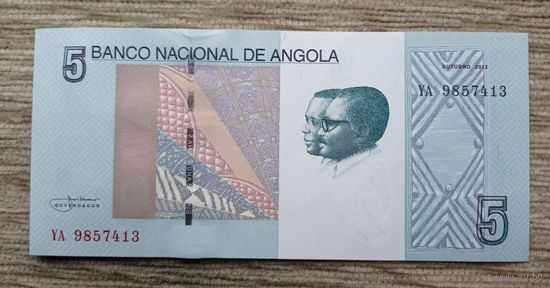 5 BANCO NACIONAL DE ANGOLA
OUTUBRO 2012
YA 9857413
GOVERNADOR
YA 9857413
5